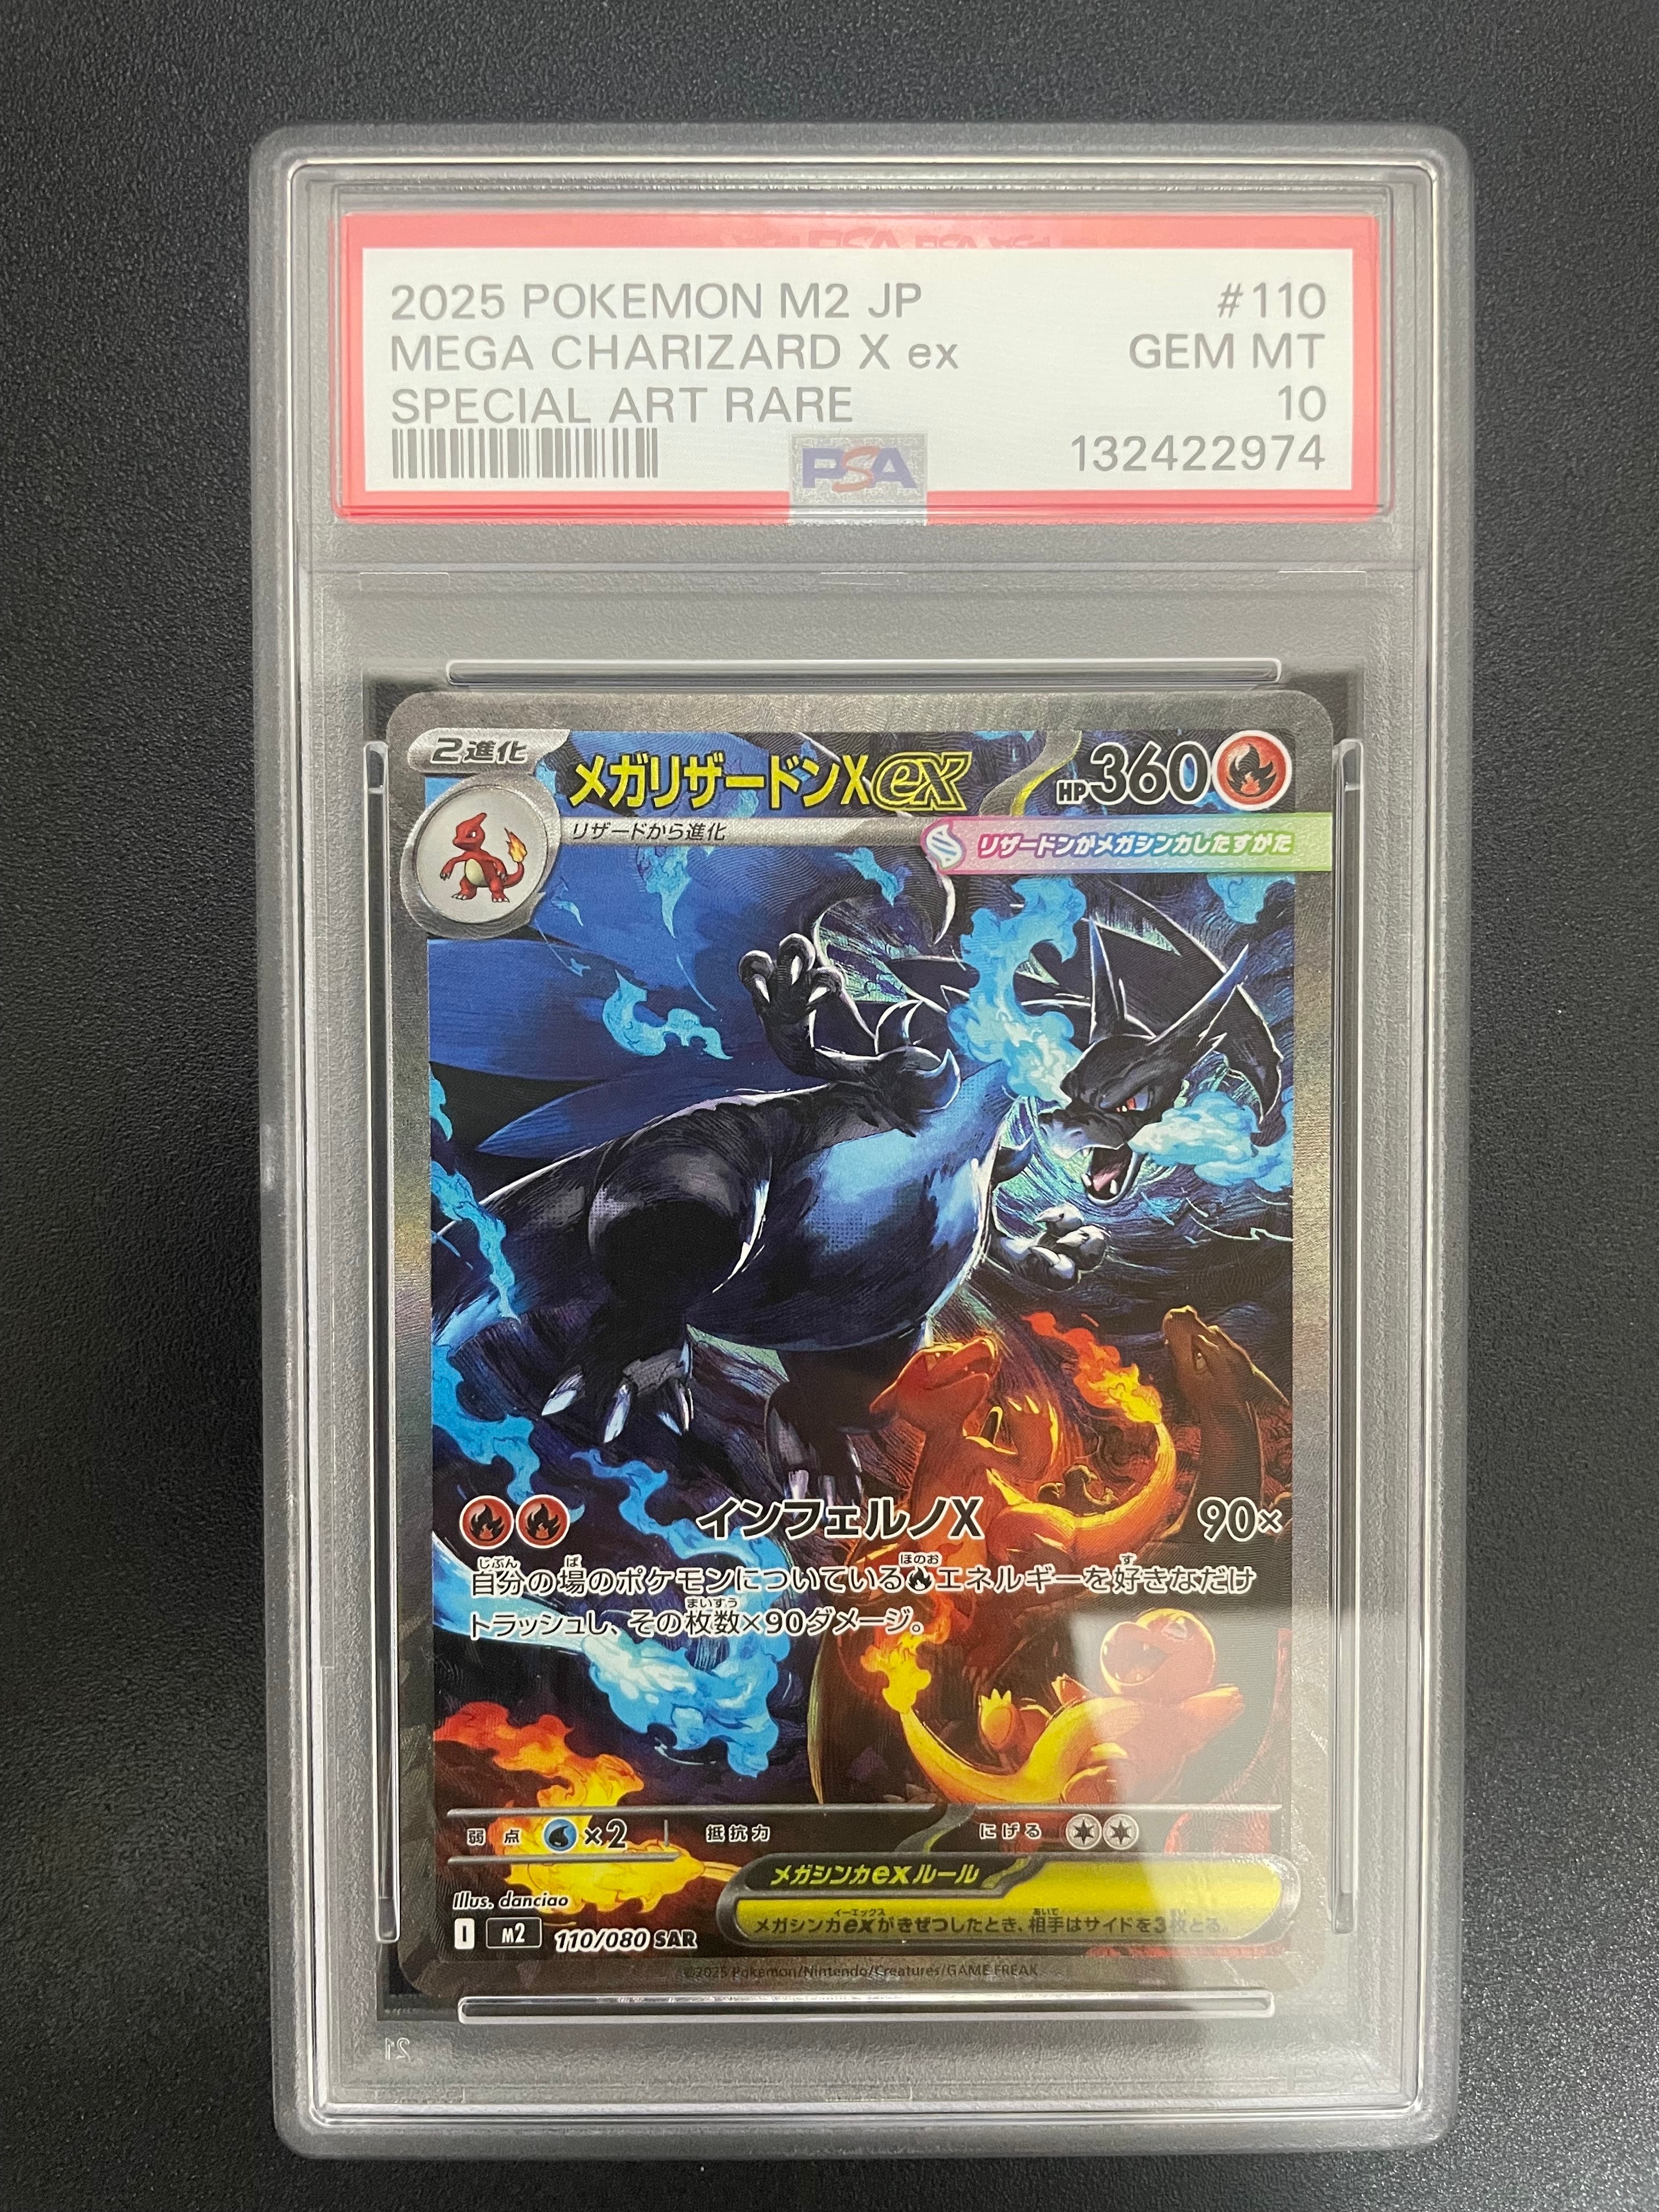 2025 POKEMON M2 JP #110
MEGA CHARIZARD X ex GEM MT
SPECIAL ART RARE 10
PSA 132422974
2進化 メガリザードンXex HP360
リザードから進化
リザードンがメガシンカしたすがた
インフェルノX 90×
自分の場のポケモンについているエネルギーを好きなだけ
トラッシュし、その枚数×90ダメージ。
弱点 ×2 抵抗力 にげる
メガシンカexルール
メガシンカexがきぜつしたとき、相手はサイドを3枚とる。
Illus. danciao
I M2 110/080 SAR
©2025 Pokémon/Nintendo/Creatures/GAME FREAK